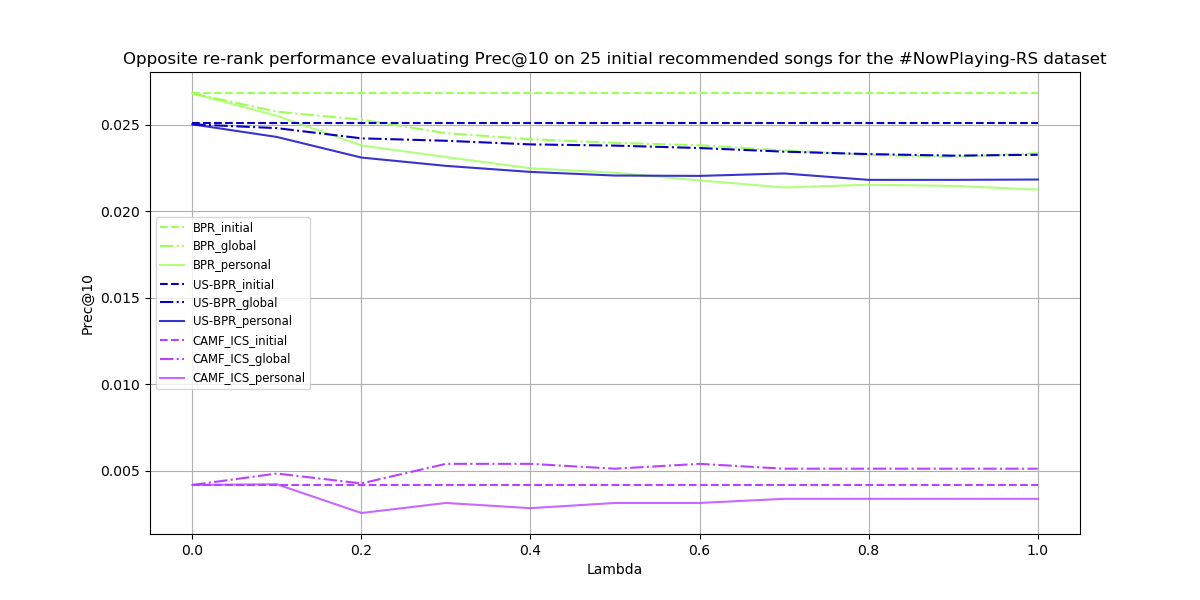 Opposite re-rank performance evaluating Prec@10 on 25 initial recommended songs for the #NowPlaying-RS dataset
0.025
0.020
0.015
0.010
0.005
Prec@10
BPR_initial
BPR_global
BPR_personal
US-BPR_initial
US-BPR_global
US-BPR_personal
CAMF_ICS_initial
CAMF_ICS_global
CAMF_ICS_personal
0.0 0.2 0.4 0.6 0.8 1.0
Lambda